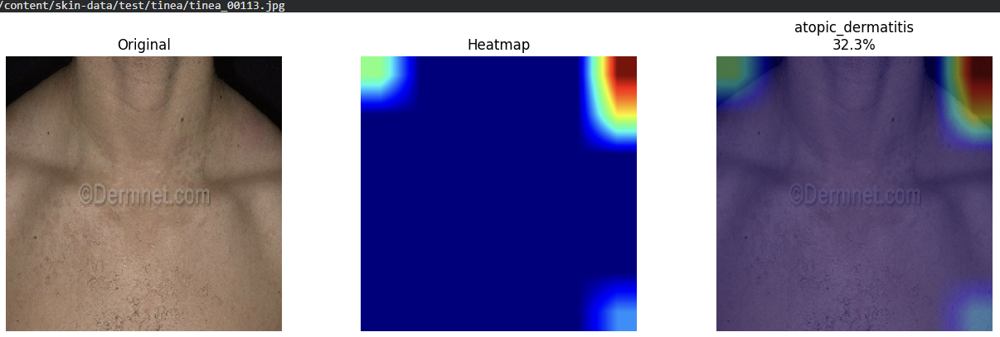 /content/skin-data/test/tinea/tinea_00113.jpg
Original
Heatmap
atopic_dermatitis
32.3%
©Dermnet.com
©Dermnet.com